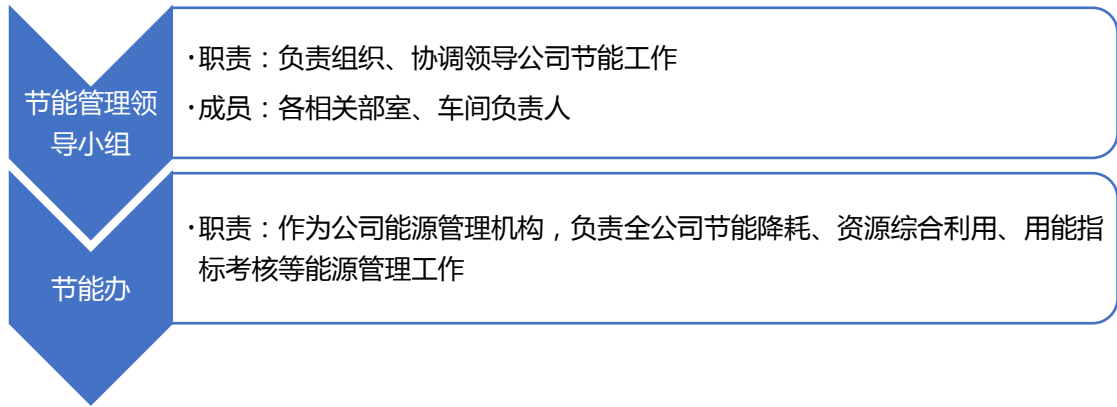 节能管理领
导小组
·职责：负责组织、协调领导公司节能工作
·成员：各相关部室、车间负责人
节能办
·职责：作为公司能源管理机构，负责全公司节能降耗、资源综合利用、用能指
标考核等能源管理工作